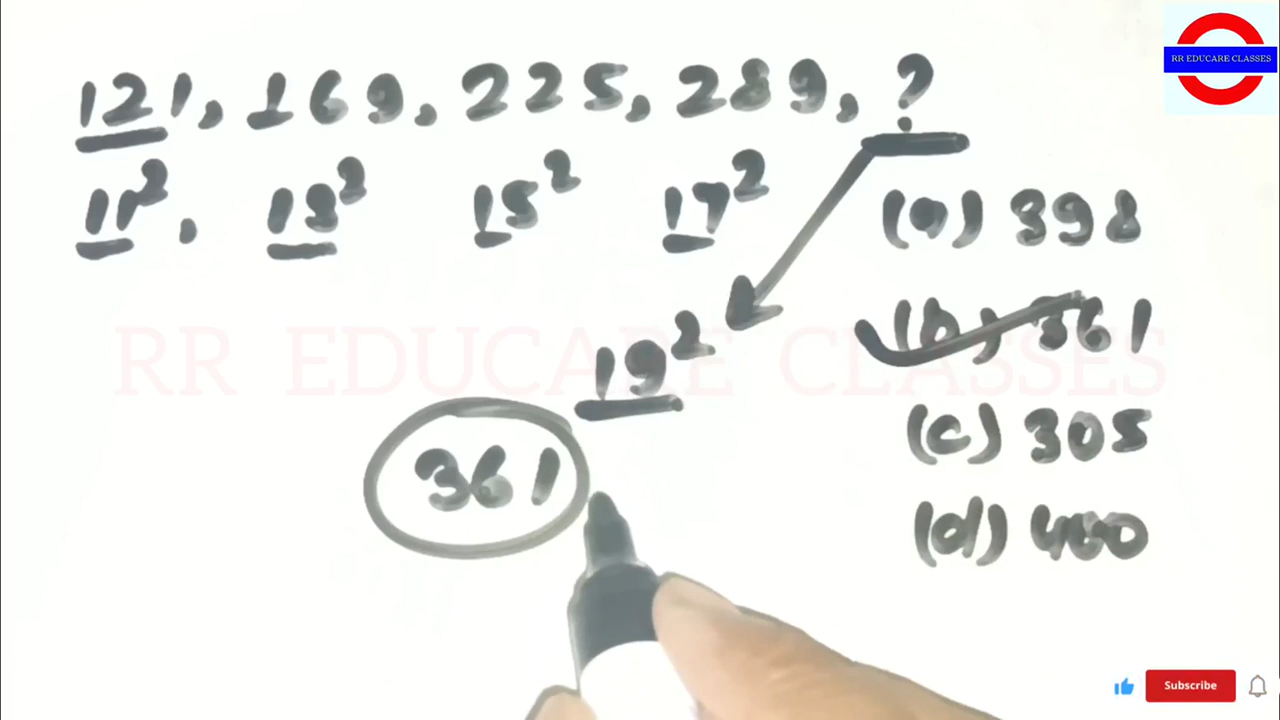 RR EDUCARE CLASSES
121, 169, 225, 289, ?
11², 13² 15² 17²
(a) 398
(b) 361
19²
RR EDUCARE CLASSES
361
(c) 305
(d) 400
Subscribe